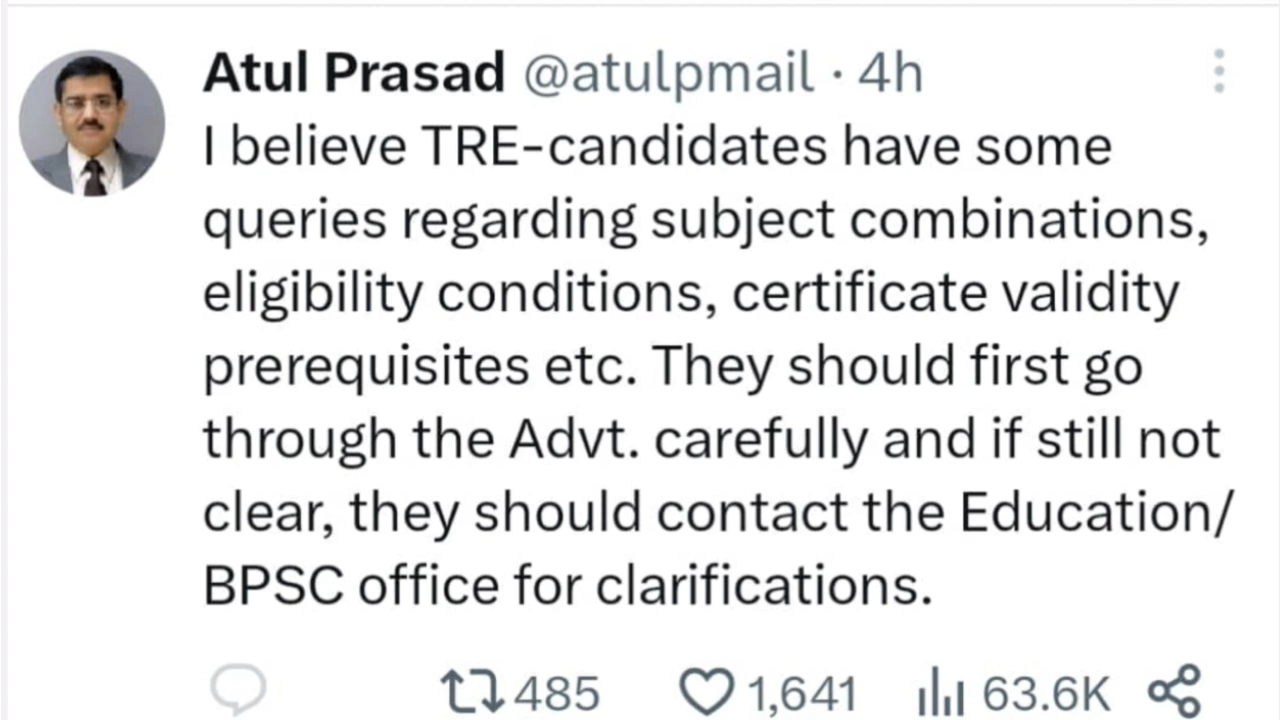 Atul Prasad @atulpmail · 4h
I believe TRE-candidates have some
queries regarding subject combinations,
eligibility conditions, certificate validity
prerequisites etc. They should first go
through the Advt. carefully and if still not
clear, they should contact the Education/
BPSC office for clarifications.
485 1,641 63.6K